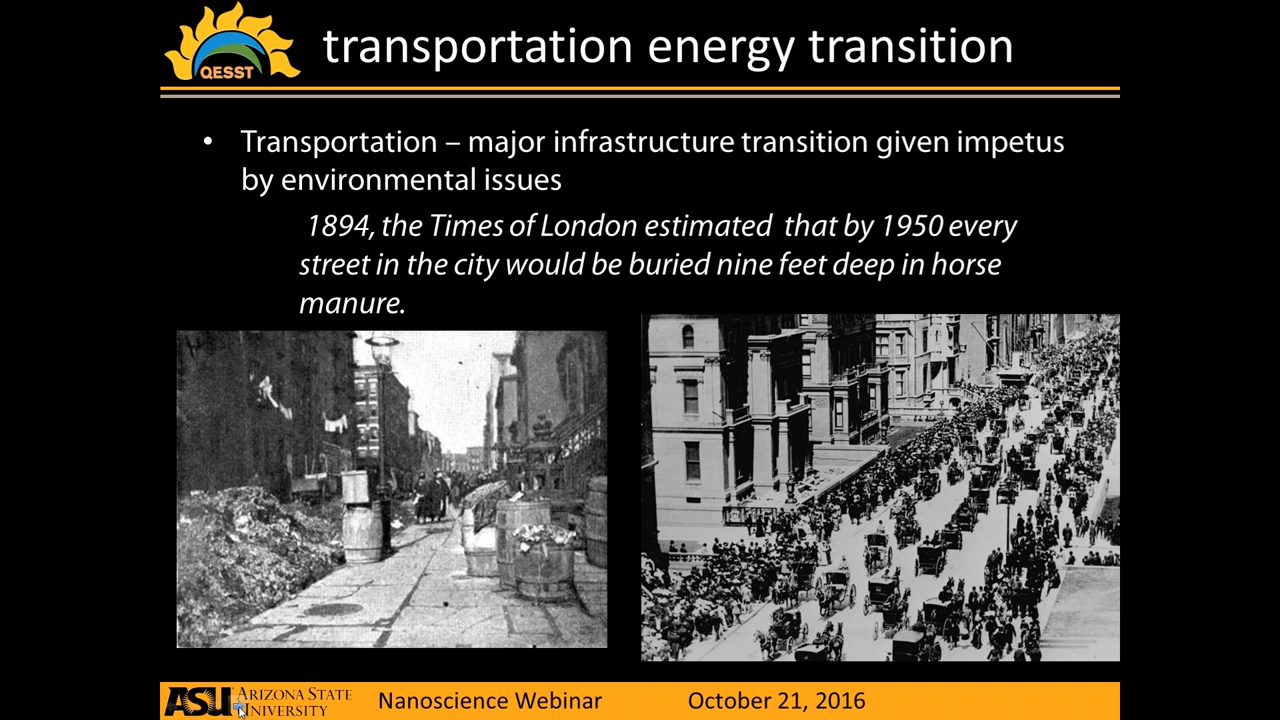 QESST
transportation energy transition
• Transportation – major infrastructure transition given impetus
by environmental issues
1894, the Times of London estimated that by 1950 every
street in the city would be buried nine feet deep in horse
manure.
ASU ARIZONA STATE
UNIVERSITY
Nanoscience Webinar
October 21, 2016